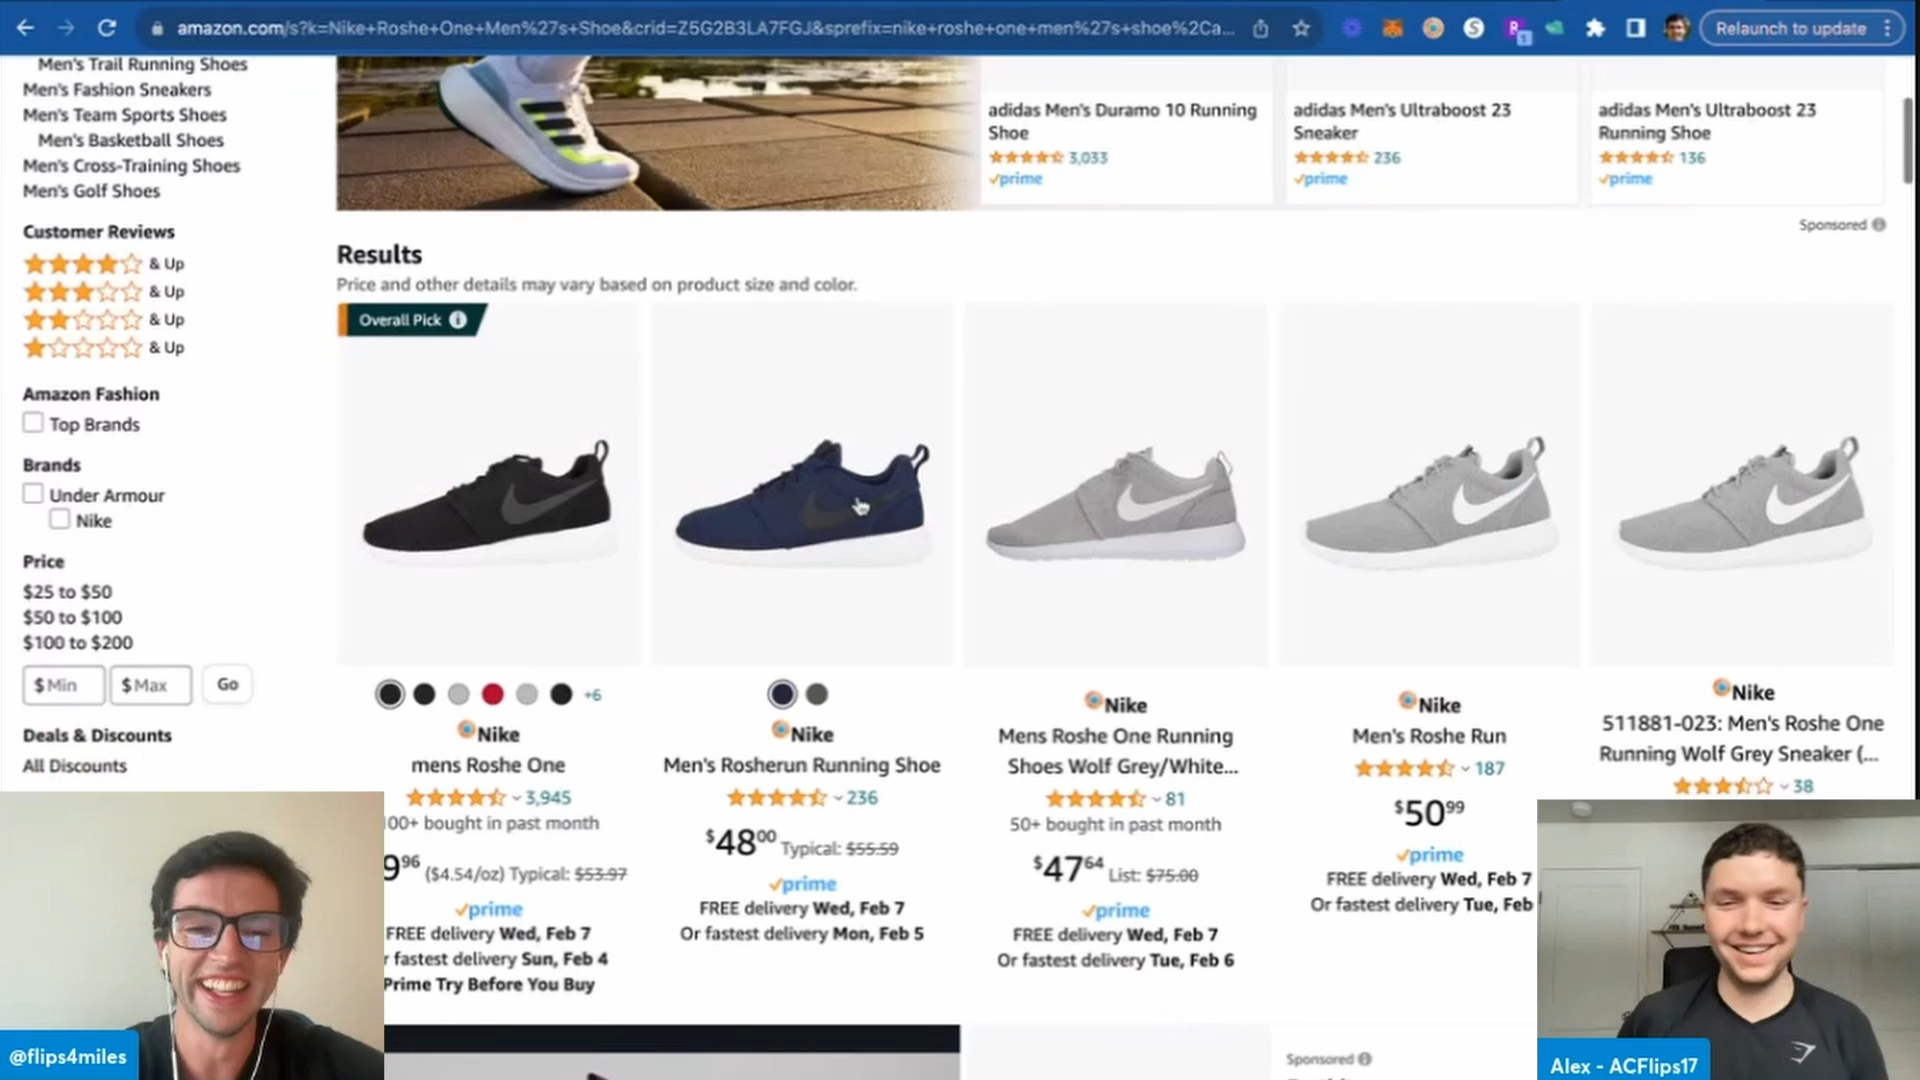 amazon.com/s?k=Nike+Roshe+One+Men%27s+Shoe&crid=Z5G2B3LA7FGJ&sprefix=nike+roshe+one+men%27s+shoe%2Ca...
Relaunch to update
Men's Trail Running Shoes
Men's Fashion Sneakers
Men's Team Sports Shoes
Men's Basketball Shoes
Men's Cross-Training Shoes
Men's Golf Shoes
Customer Reviews
& Up
& Up
& Up
& Up
Amazon Fashion
Top Brands
Brands
Under Armour
Nike
Price
$25 to $50
$50 to $100
$100 to $200
$ Min
$ Max
Go
Deals & Discounts
All Discounts
adidas Men's Duramo 10 Running
Shoe
3,033
prime
adidas Men's Ultraboost 23
Sneaker
236
prime
adidas Men's Ultraboost 23
Running Shoe
136
prime
Sponsored
Results
Price and other details may vary based on product size and color.
Overall Pick
+6
Nike
mens Roshe One
3,945
100+ bought in past month
9.96 ($4.54/oz) Typical: $53.97
prime
FREE delivery Wed, Feb 7
r fastest delivery Sun, Feb 4
Prime Try Before You Buy
Nike
Men's Rosherun Running Shoe
236
$48.00 Typical: $55.59
prime
FREE delivery Wed, Feb 7
Or fastest delivery Mon, Feb 5
Nike
Mens Roshe One Running
Shoes Wolf Grey/White...
81
50+ bought in past month
$47.64 List: $75.00
prime
FREE delivery Wed, Feb 7
Or fastest delivery Tue, Feb 6
Nike
Men's Roshe Run
187
$50.99
prime
FREE delivery Wed, Feb 7
Or fastest delivery Tue, Feb
Nike
511881-023: Men's Roshe One
Running Wolf Grey Sneaker (...
38
Sponsored
@flips4miles
Alex - ACFlips17